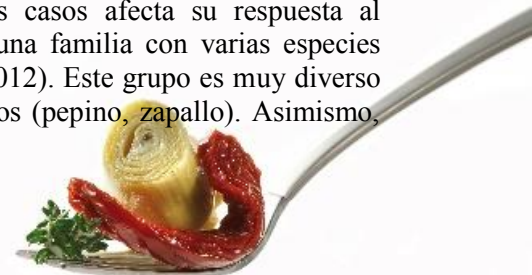 s casos afecta su respuesta al
una familia con varias especies
012). Este grupo es muy diverso
os (pepino, zapallo). Asimismo,